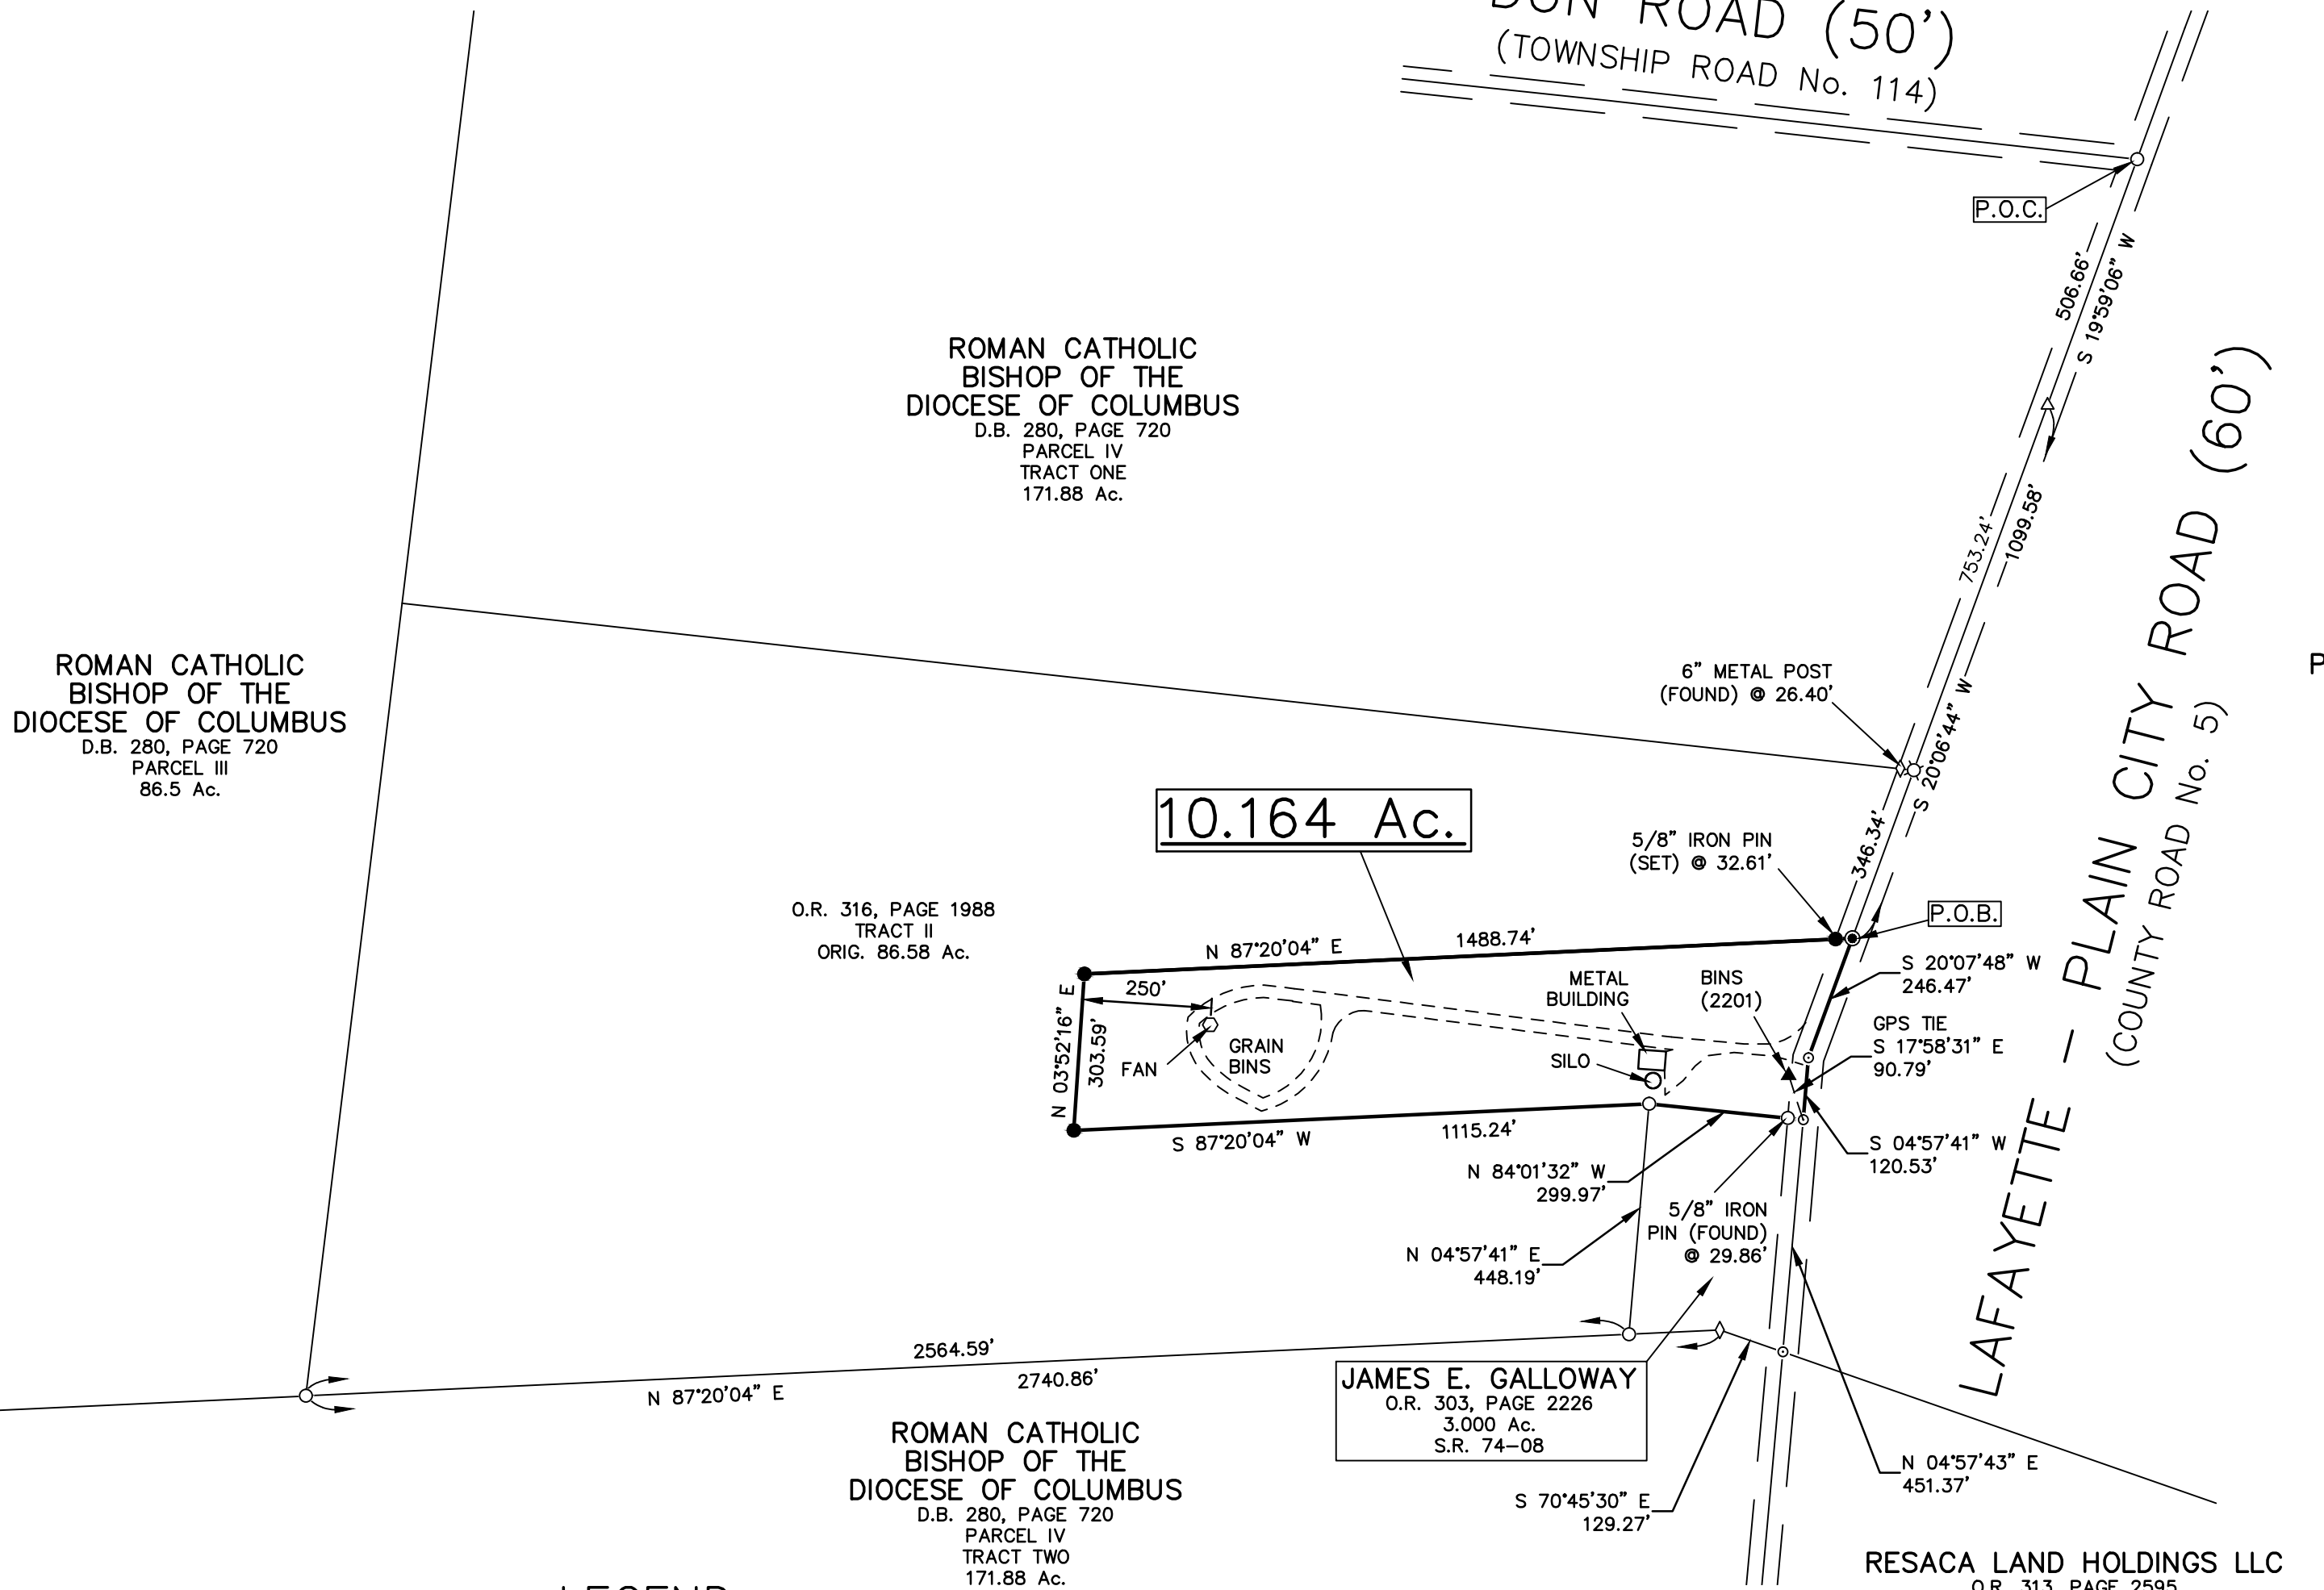 ROAD (50')
(TOWNSHIP ROAD No. 114)
P.O.C.
506.66'
S 19°59'06" W
ROMAN CATHOLIC
BISHOP OF THE
DIOCESE OF COLUMBUS
D.B. 280, PAGE 720
PARCEL IV
TRACT ONE
171.88 Ac.
753.24'
1099.58'
LAFAYETTE - PLAIN CITY ROAD (60')
(COUNTY ROAD No. 5)
P
ROMAN CATHOLIC
BISHOP OF THE
DIOCESE OF COLUMBUS
D.B. 280, PAGE 720
PARCEL III
86.5 Ac.
6" METAL POST
(FOUND) @ 26.40'
S 20°06'44" W
346.34'
10.164 Ac.
5/8" IRON PIN
(SET) @ 32.61'
P.O.B.
O.R. 316, PAGE 1988
TRACT II
ORIG. 86.58 Ac.
N 87°20'04" E
1488.74'
S 20°07'48" W
246.47'
250'
METAL
BUILDING
BINS
(2201)
GPS TIE
S 17°58'31" E
90.79'
N 03°52'16" E
303.59'
FAN
GRAIN
BINS
SILO
S 87°20'04" W
1115.24'
S 04°57'41" W
120.53'
N 84°01'32" W
299.97'
5/8" IRON
PIN (FOUND)
@ 29.86'
N 04°57'41" E
448.19'
2564.59'
N 87°20'04" E
2740.86'
JAMES E. GALLOWAY
O.R. 303, PAGE 2226
3.000 Ac.
S.R. 74-08
ROMAN CATHOLIC
BISHOP OF THE
DIOCESE OF COLUMBUS
D.B. 280, PAGE 720
PARCEL IV
TRACT TWO
171.88 Ac.
S 70°45'30" E
129.27'
N 04°57'43" E
451.37'
RESACA LAND HOLDINGS LLC
O.R. 313, PAGE 2595
LEGEND